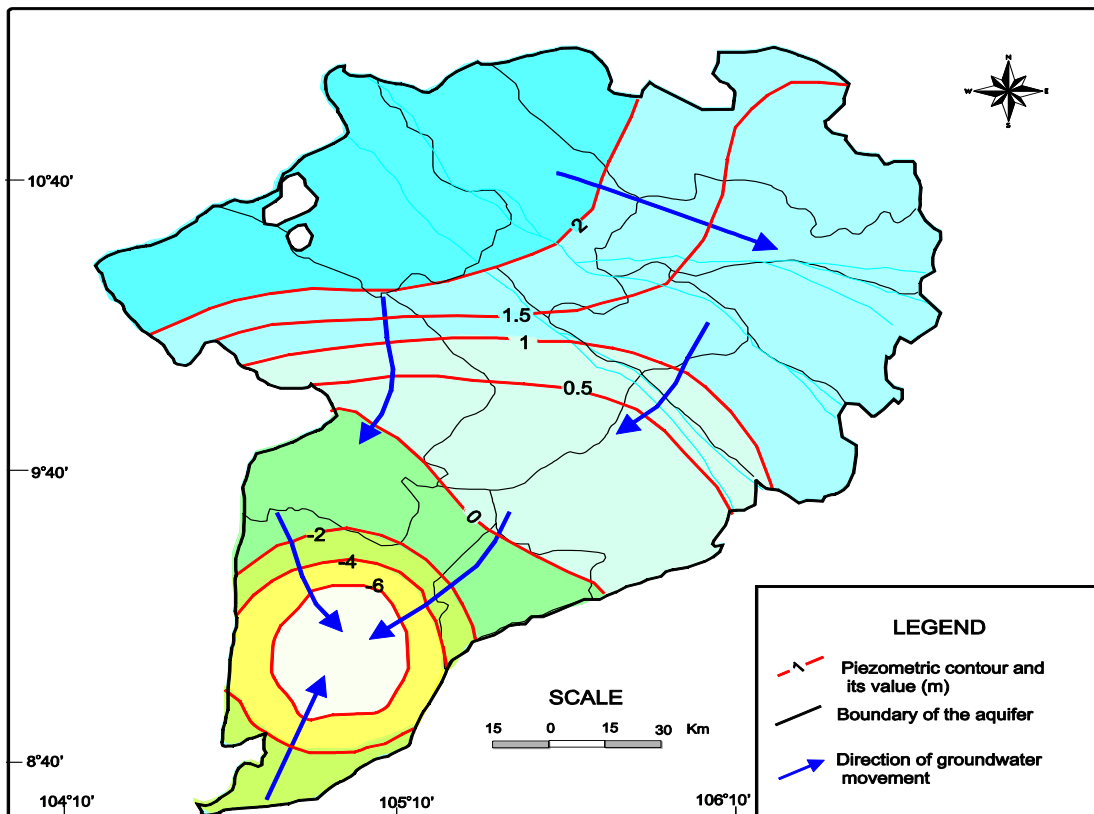 N
W E
S
10°40'
2
1.5
1
0.5
9°40'
0
-2
-4
-6
LEGEND
1
Piezometric contour and
its value (m)
Boundary of the aquifer
Direction of groundwater
movement
SCALE
15 0 15 30 Km
8°40'
104°10' 105°10' 106°10'